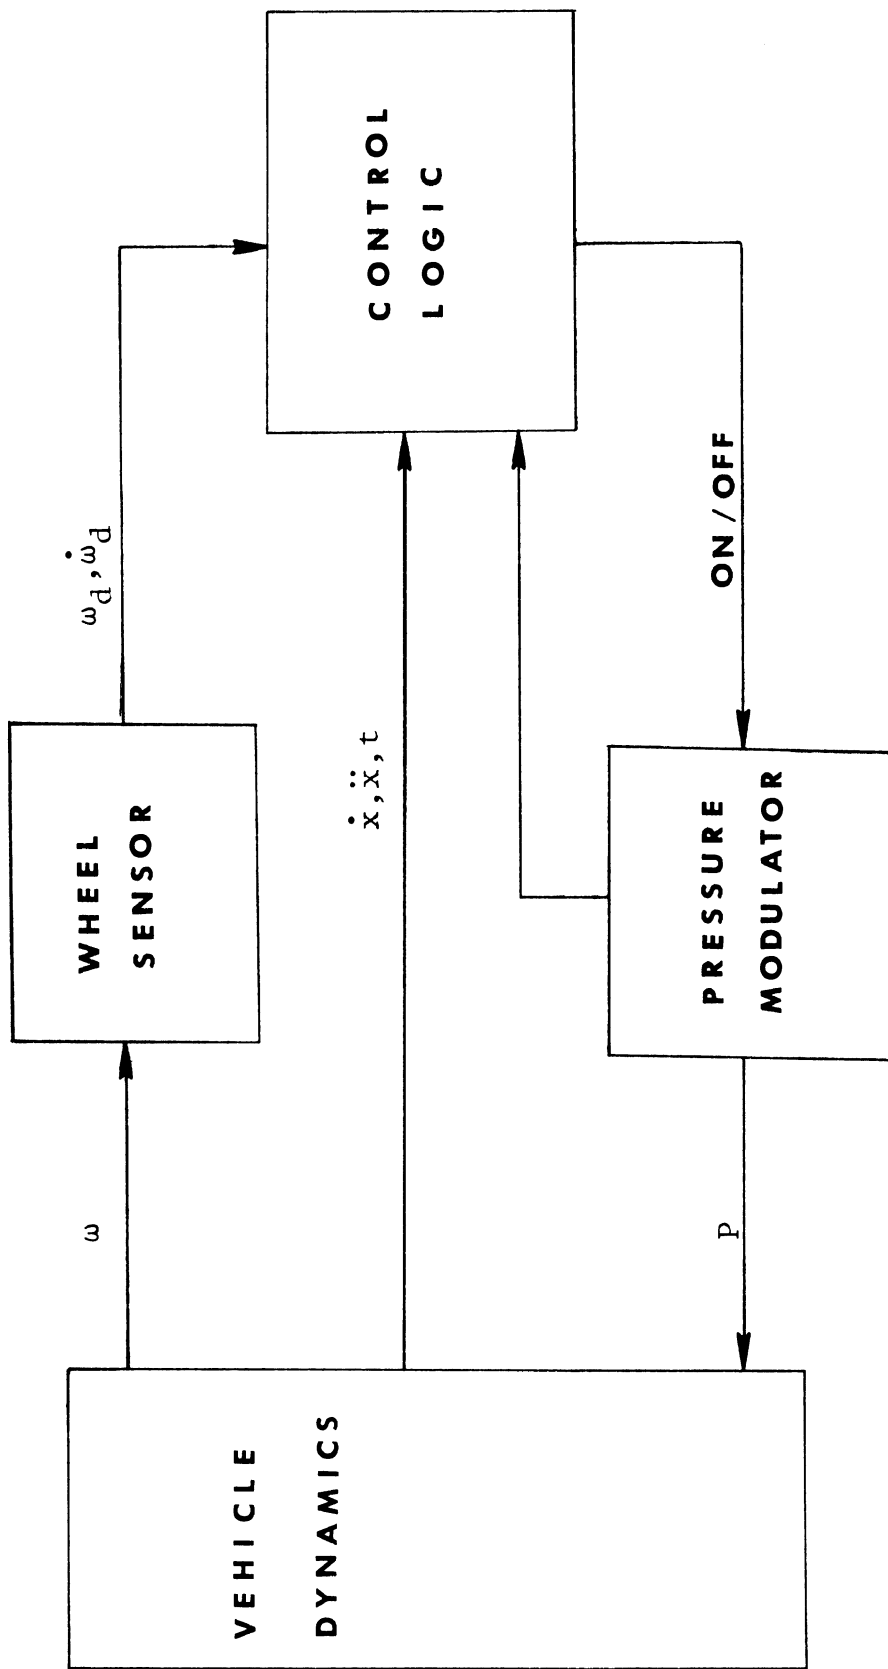 WHEEL
SENSOR
ω
ω_d, ω̇_d
VEHICLE
DYNAMICS
ẋ, ẍ, t
CONTROL
LOGIC
P
PRESSURE
MODULATOR
ON/OFF